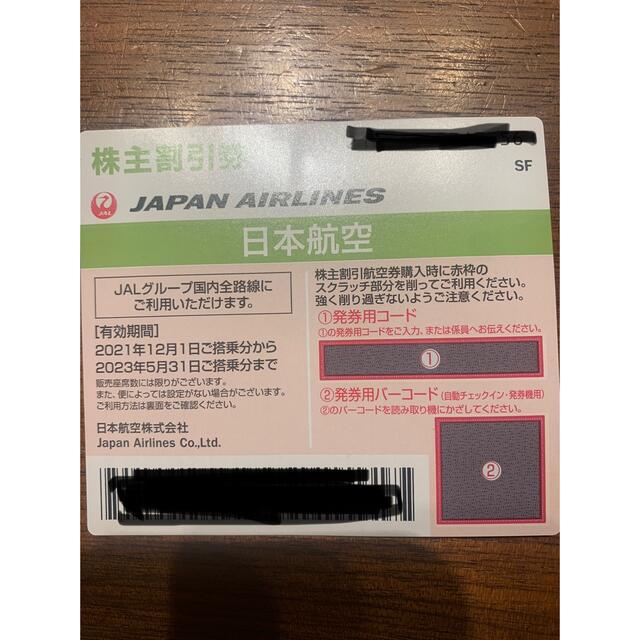 株主割引券
SF
JAL
JAPAN AIRLINES
日本航空
JALグループ国内全路線に
ご利用いただけます。
[有効期間]
2021年12月1日ご搭乗分から
2023年5月31日ご搭乗分まで
販売座席数には限りがございます。
また、便によっては設定がない場合がございます。
ご利用方法は裏面をご確認ください。
日本航空株式会社
Japan Airlines Co.,Ltd.
株主割引航空券購入時に赤枠の
スクラッチ部分を削ってご利用ください。
強く削り過ぎないようご注意ください。
①発券用コード
①の発券用コードをご入力、または係員へお伝えください。
①
②発券用バーコード(自動チェックイン・発券機用)
②のバーコードを読み取り機にかざしてください。
②